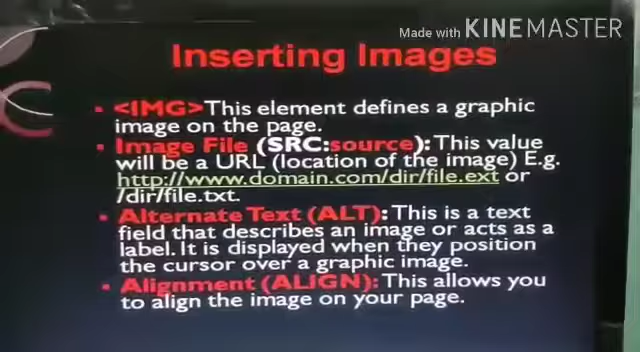 Made with KINEMASTER
Inserting Images
▪ <IMG>This element defines a graphic
image on the page.
▪ Image File (SRC:source): This value
will be a URL (location of the image) E.g.
http://www.domain.com/dir/file.ext or
/dir/file.txt.
▪ Alternate Text (ALT): This is a text
field that describes an image or acts as a
label. It is displayed when they position
the cursor over a graphic image.
▪ Alignment (ALIGN): This allows you
to align the image on your page.